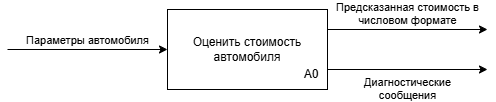 Предсказанная стоимость в
числовом формате
Параметры автомобиля
Оценить стоимость
автомобиля
A0
Диагностические
сообщения